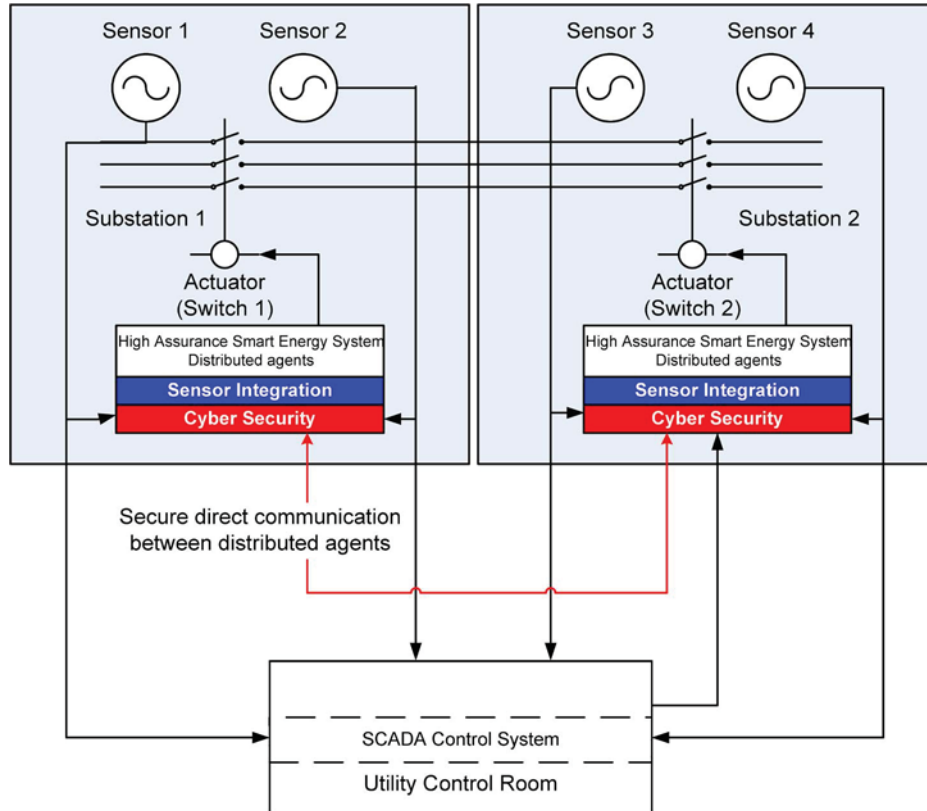 Sensor 1
Sensor 2
Sensor 3
Sensor 4
Substation 1
Substation 2
Actuator
(Switch 1)
Actuator
(Switch 2)
High Assurance Smart Energy System
Distributed agents
Sensor Integration
Cyber Security
High Assurance Smart Energy System
Distributed agents
Sensor Integration
Cyber Security
Secure direct communication
between distributed agents
SCADA Control System
Utility Control Room